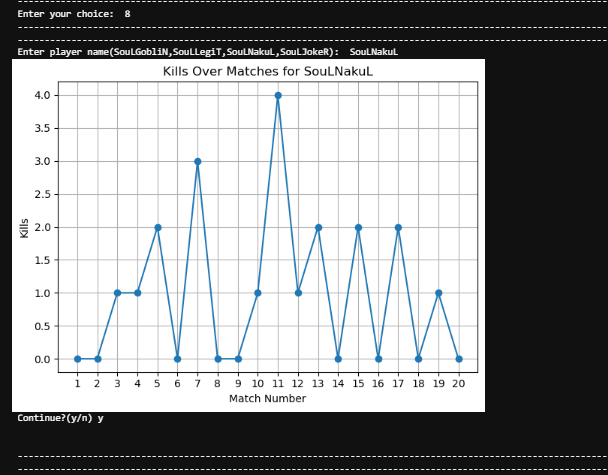 --------------------------------------------------------------------------------
Enter your choice:  8
--------------------------------------------------------------------------------
--------------------------------------------------------------------------------
Enter player name(SouLGobliN,SouLLegiT,SouLNakuL,SouLJokeR):  SouLNakuL
Kills Over Matches for SouLNakuL
4.0
3.5
3.0
2.5
2.0
1.5
1.0
0.5
0.0
Kills
1 2 3 4 5 6 7 8 9 10 11 12 13 14 15 16 17 18 19 20
Match Number
Continue?(y/n) y
--------------------------------------------------------------------------------
--------------------------------------------------------------------------------